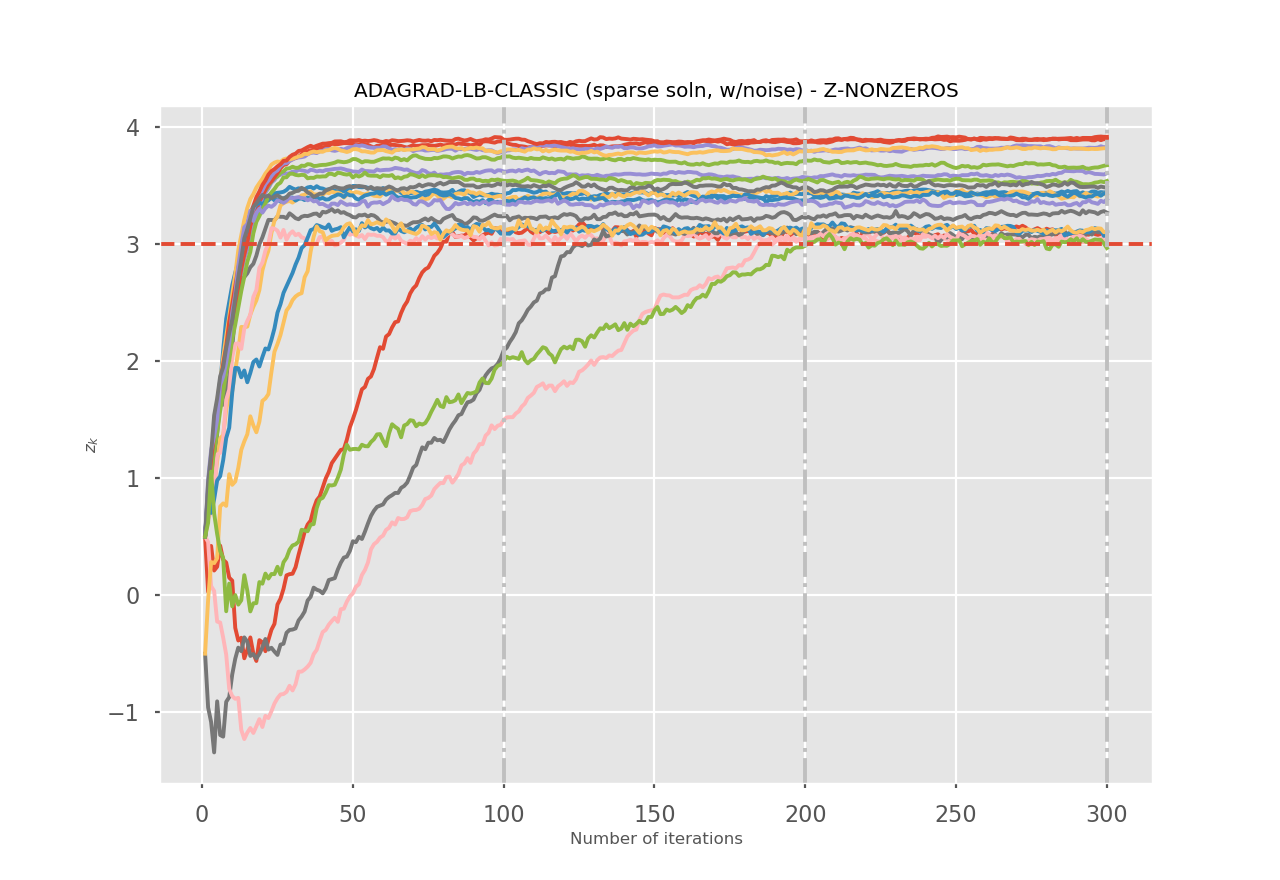 ADAGRAD-LB-CLASSIC (sparse soln, w/noise) - Z-NONZEROS
4
3
2
1
0
−1
z_k
0 50 100 150 200 250 300
Number of iterations